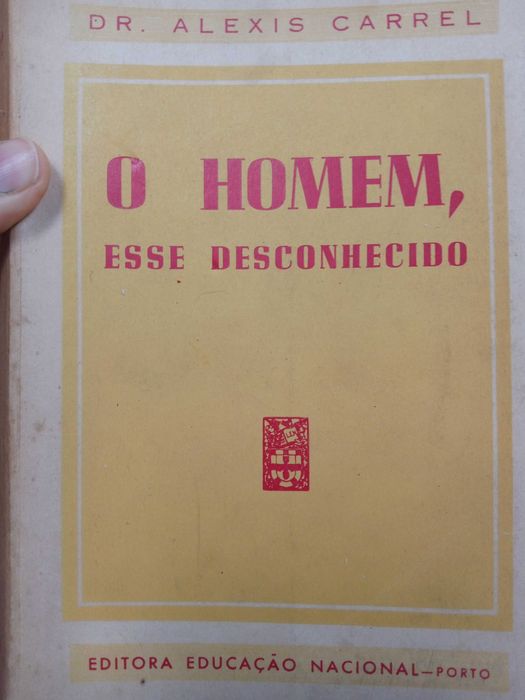 DR. ALEXIS CARREL
O HOMEM,
ESSE DESCONHECIDO
EDITORA EDUCAÇÃO NACIONAL—PORTO